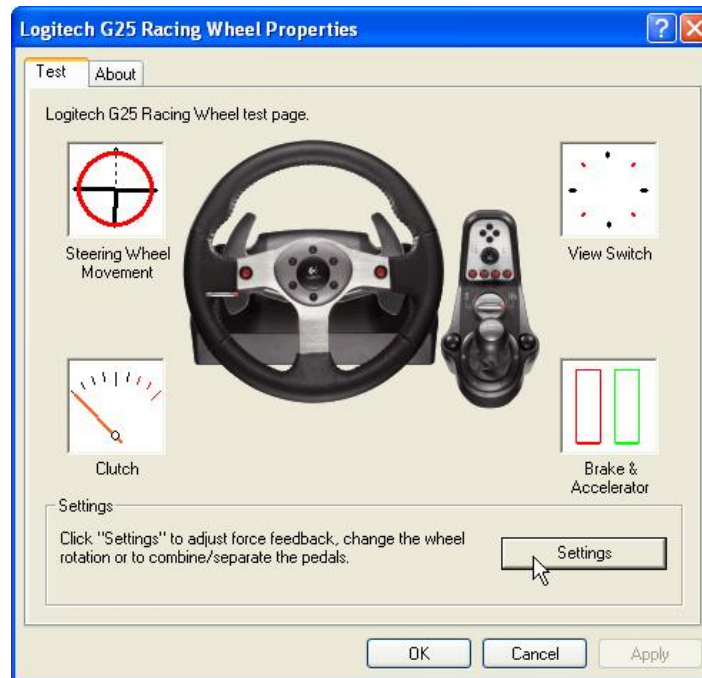 Logitech G25 Racing Wheel Properties
Test
About
Logitech G25 Racing Wheel test page.
Steering Wheel
Movement
View Switch
Clutch
Brake &
Accelerator
Settings
Click "Settings" to adjust force feedback, change the wheel
rotation or to combine/separate the pedals.
Settings
OK
Cancel
Apply